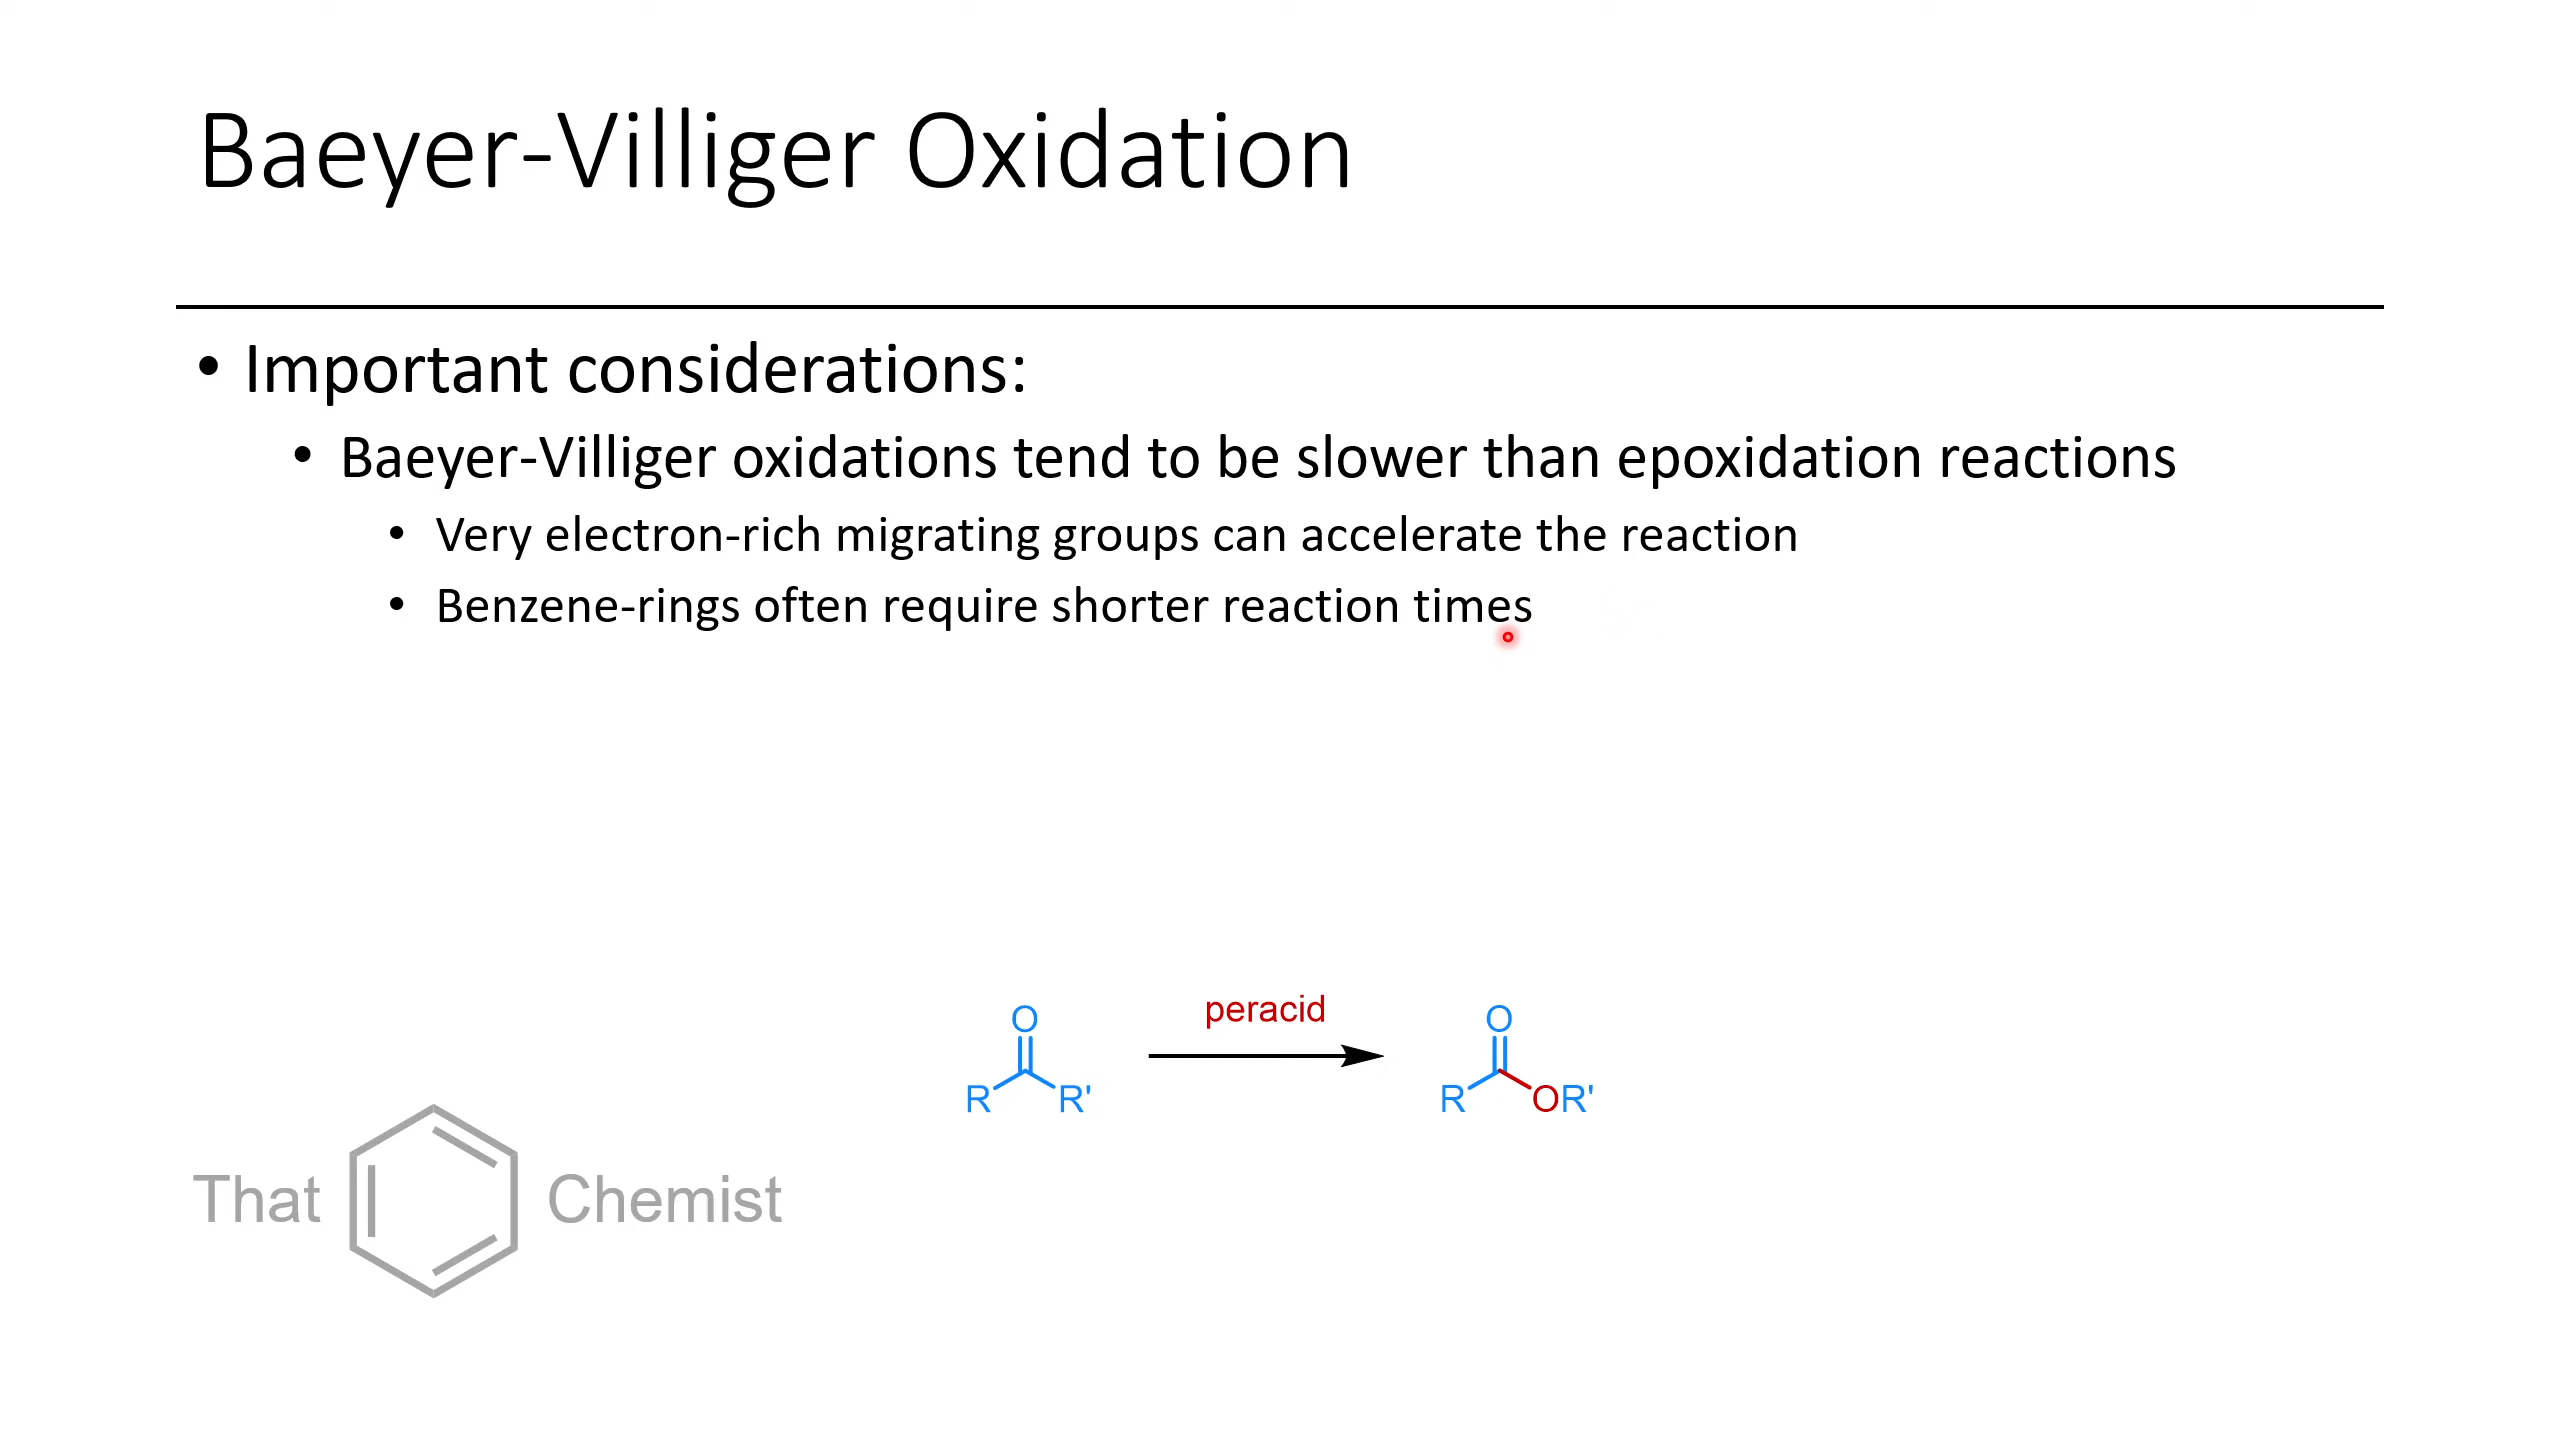 Baeyer-Villiger Oxidation
• Important considerations:
• Baeyer-Villiger oxidations tend to be slower than epoxidation reactions
• Very electron-rich migrating groups can accelerate the reaction
• Benzene-rings often require shorter reaction times
peracid
O O
R R' R OR'
That Chemist